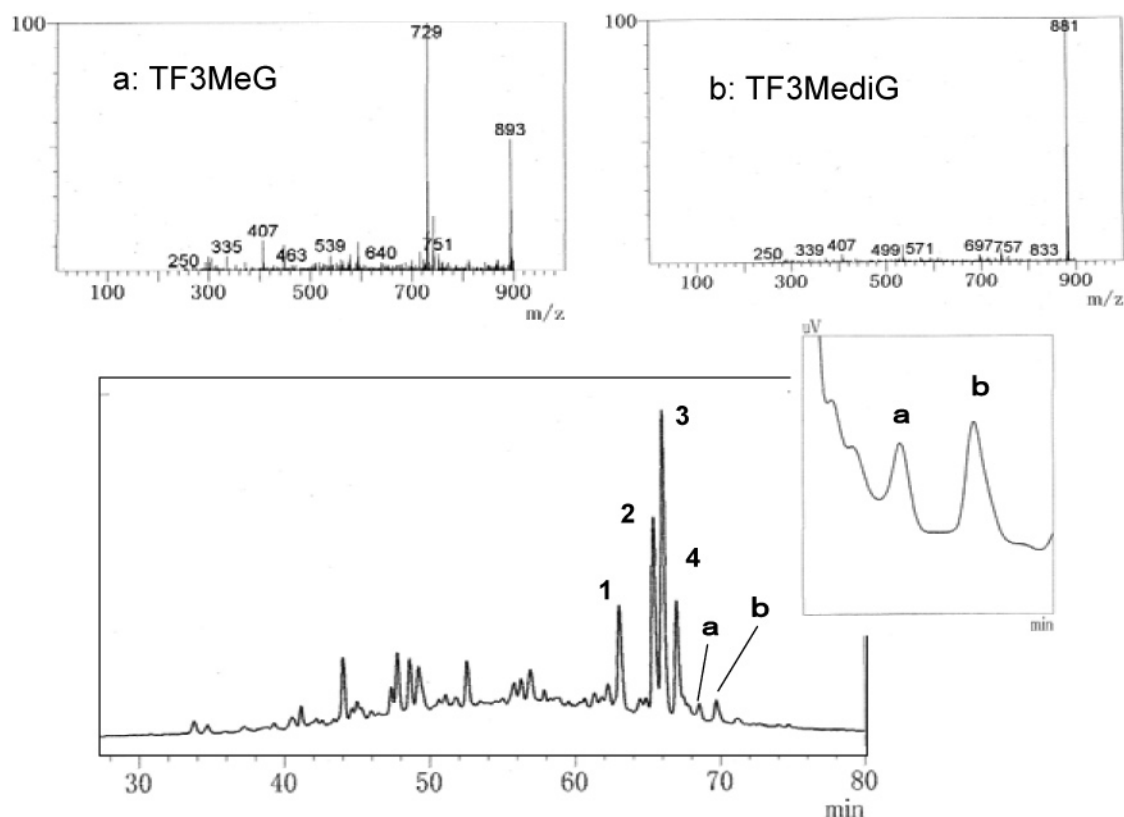 100
729
a: TF3MeG
893
407
335
539
751
250
463
640
100 300 500 700 900
m/z
100
881
b: TF3MediG
250 339 407 499 571 697 757 833
100 300 500 700 900
m/z
uV
a
b
min
3
2
4
1
a
b
30 40 50 60 70 80
min